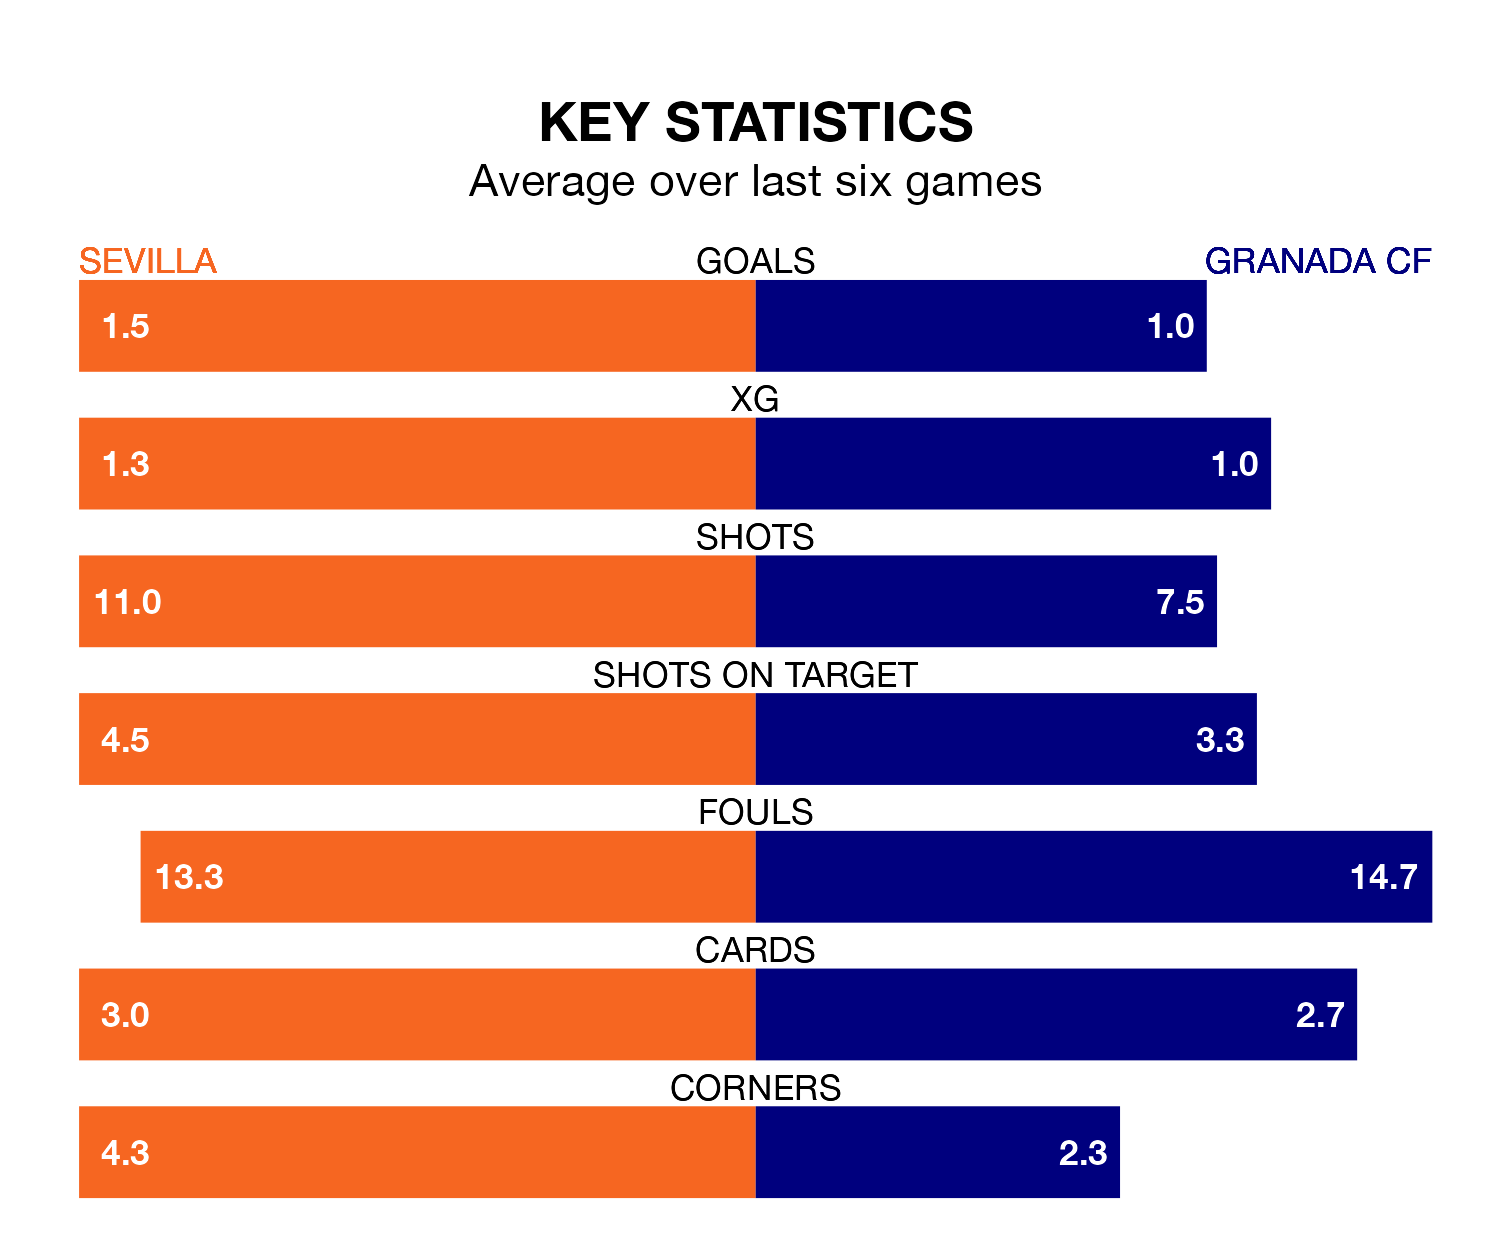 KEY STATISTICS
Average over last six games
SEVILLA GOALS GRANADA CF
1.5 1.0
XG
1.3 1.0
SHOTS
11.0 7.5
SHOTS ON TARGET
4.5 3.3
FOULS
13.3 14.7
CARDS
3.0 2.7
CORNERS
4.3 2.3